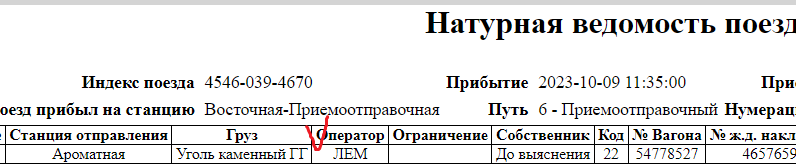 Натурная ведомость поезд
Индекс поезда 4546-039-4670 Прибытие 2023-10-09 11:35:00
оезд прибыл на станцию Восточная-Приемоотправочная Путь 6 - Приемоотправочный Нумерац
Станция отправления Груз Оператор Ограничение Собственник Код № Вагона № ж.д. накл
Ароматная Уголь каменный ГГ ЛЕМ До выяснения 22 54778527 4657659